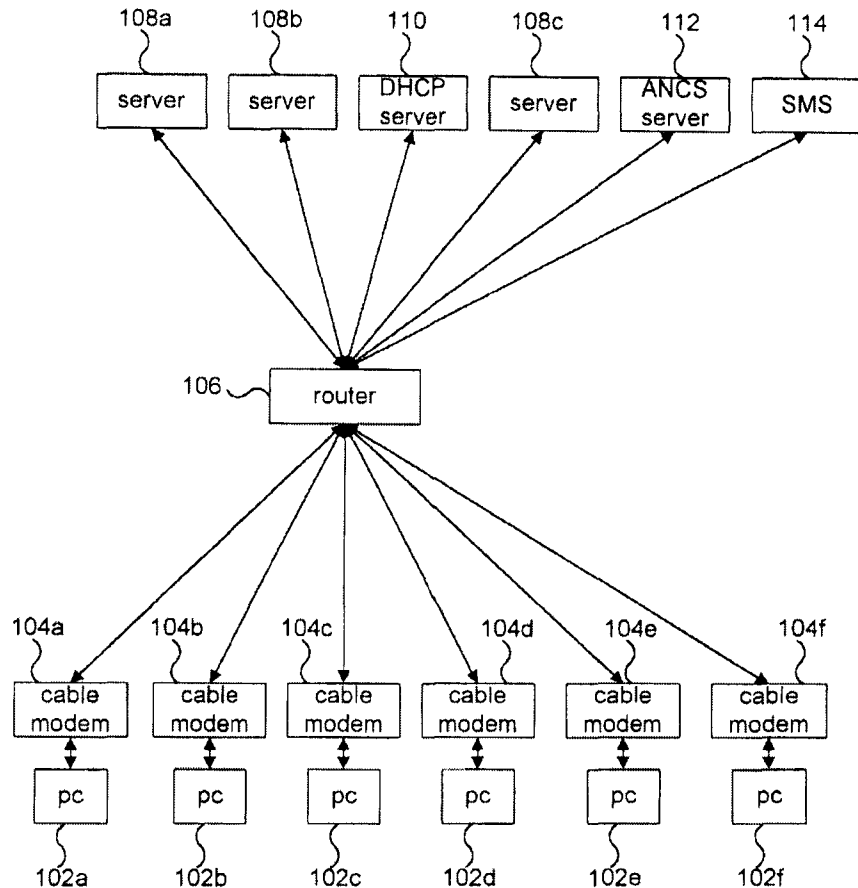 108a 108b 110 108c 112 114
server server DHCP server server ANCS server SMS
106 router
104a 104b 104c 104d 104e 104f
cable modem cable modem cable modem cable modem cable modem cable modem
pc pc pc pc pc pc
102a 102b 102c 102d 102e 102f